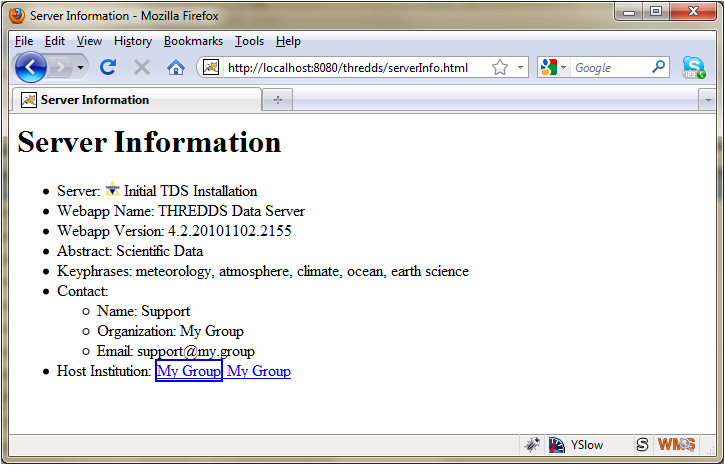 Server Information - Mozilla Firefox
File Edit View History Bookmarks Tools Help
http://localhost:8080/thredds/serverInfo.html Google
Server Information
Server Information
Server: Initial TDS Installation
Webapp Name: THREDDS Data Server
Webapp Version: 4.2.20101102.2155
Abstract: Scientific Data
Keyphrases: meteorology, atmosphere, climate, ocean, earth science
Contact:
Name: Support
Organization: My Group
Email: support@my.group
Host Institution: My Group My Group
YSlow S WMS